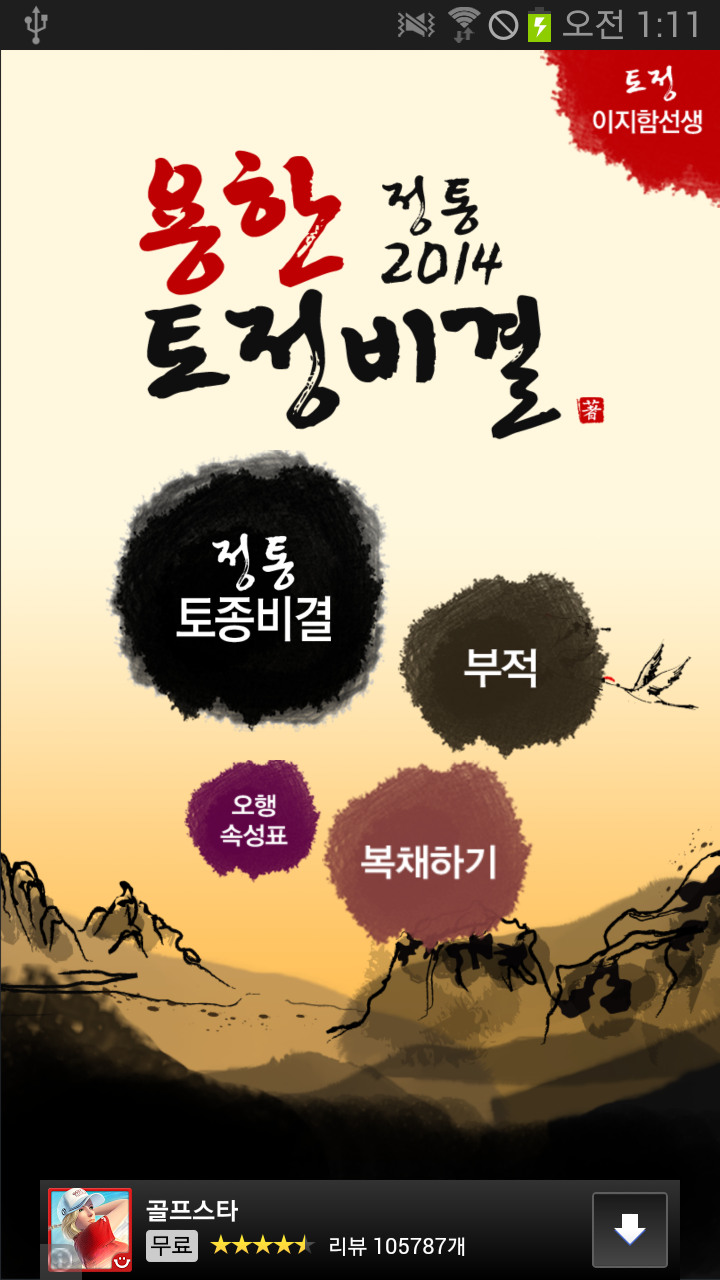 오전 1:11
토정
이지함선생
용한 정통
2014
토정비결
著
정통
토종비결
부적
오행
속성표
복채하기
골프스타
무료 리뷰 105787개